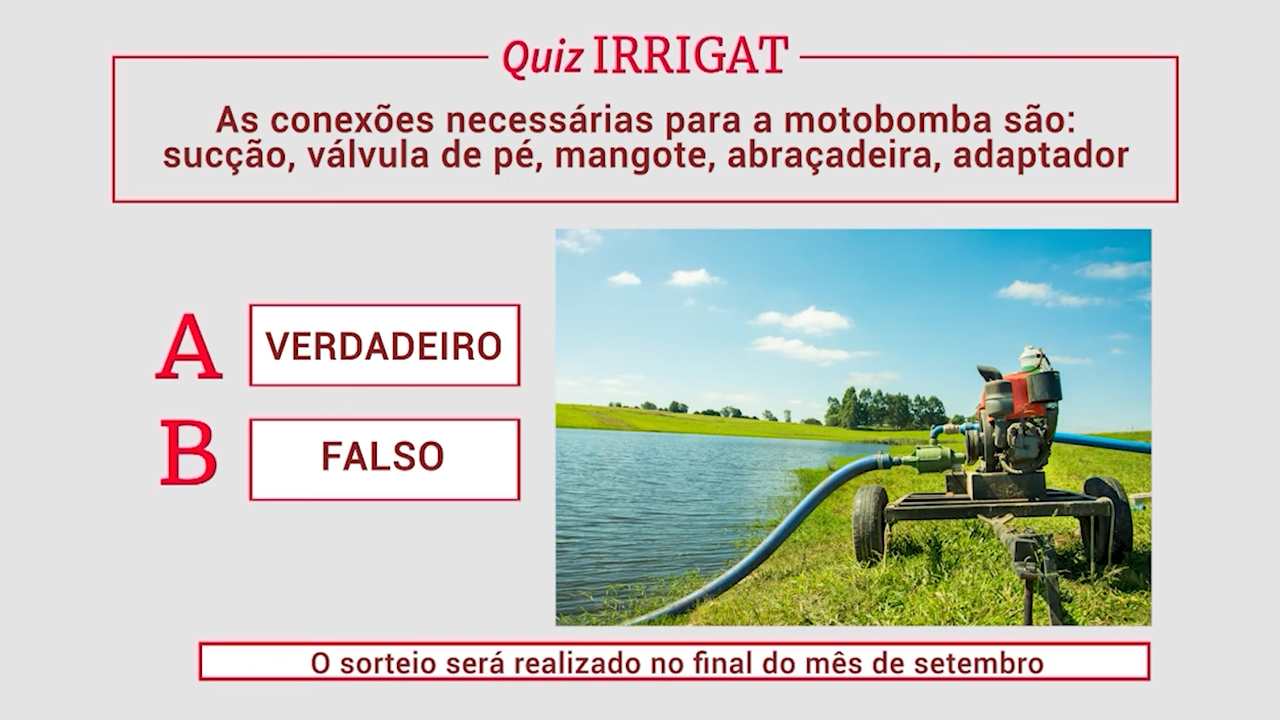 Quiz IRRIGAT
As conexões necessárias para a motobomba são:
sucção, válvula de pé, mangote, abraçadeira, adaptador
A VERDADEIRO
B FALSO
O sorteio será realizado no final do mês de setembro